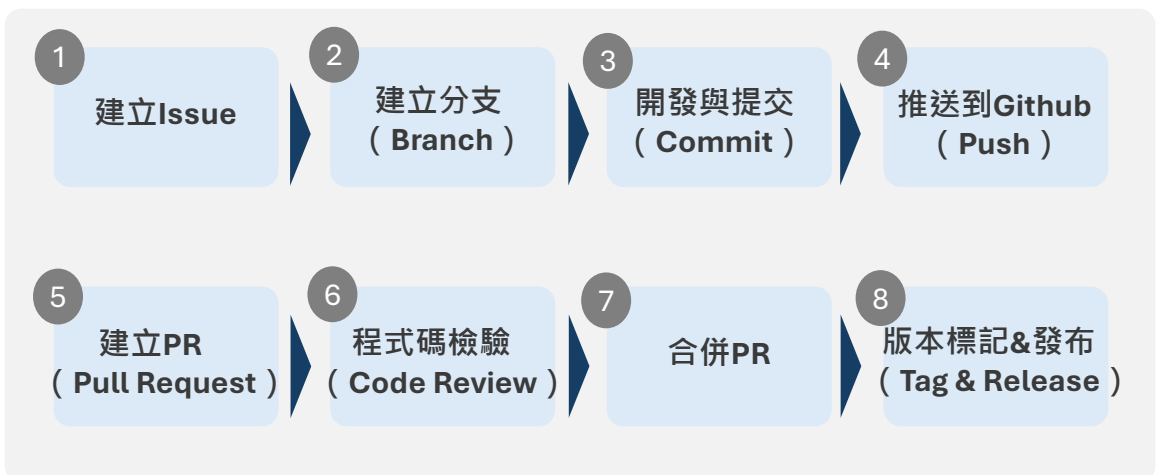 1
建立Issue
2
建立分支
（Branch）
3
開發與提交
（Commit）
4
推送到Github
（Push）
5
建立PR
（Pull Request）
6
程式碼檢驗
（Code Review）
7
合併PR
8
版本標記&發布
（Tag & Release）